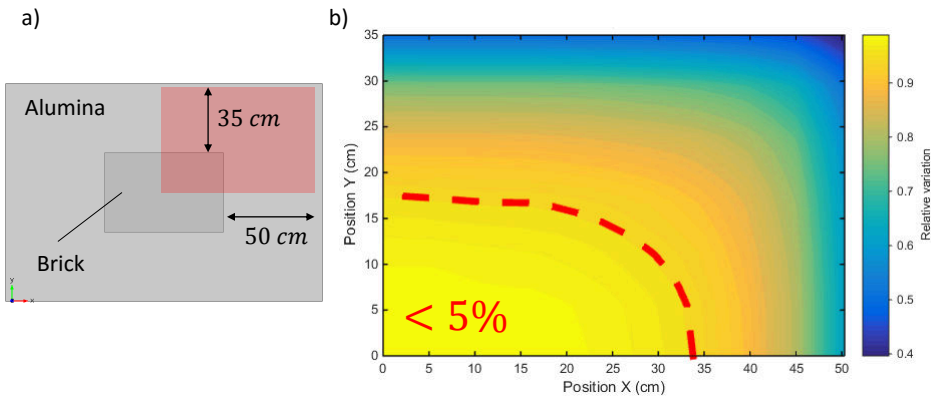 a)
Alumina
35 cm
50 cm
Brick
y
x
b)
35
30
25
20
15
10
5
0
Position Y (cm)
< 5%
0 5 10 15 20 25 30 35 40 45 50
Position X (cm)
0.9
0.8
0.7
0.6
0.5
0.4
Relative variation